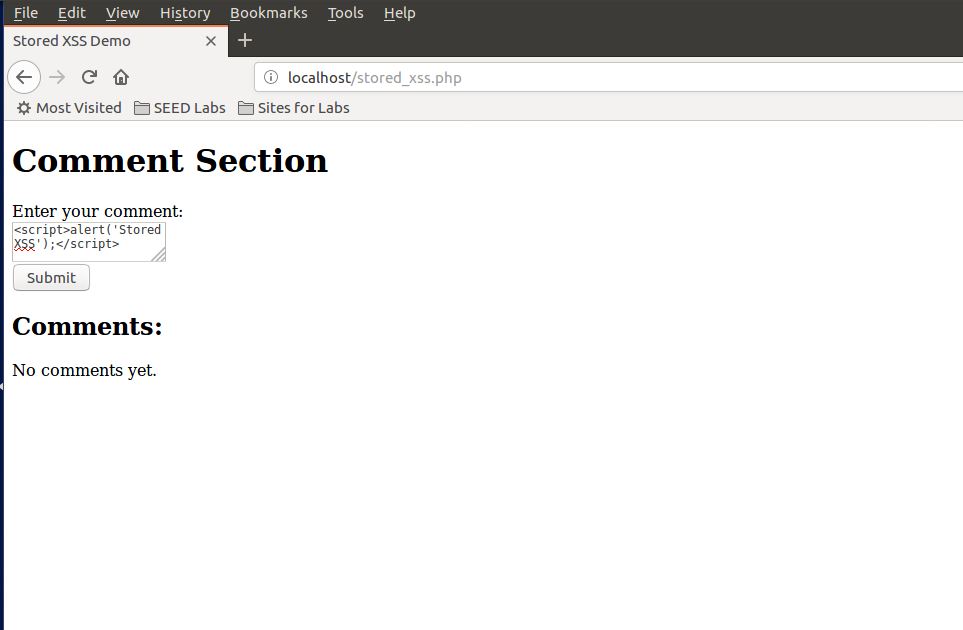 File Edit View History Bookmarks Tools Help
Stored XSS Demo
localhost/stored_xss.php
Most Visited SEED Labs Sites for Labs
Comment Section
Enter your comment:
<script>alert('Stored
XSS');</script>
Submit
Comments:
No comments yet.